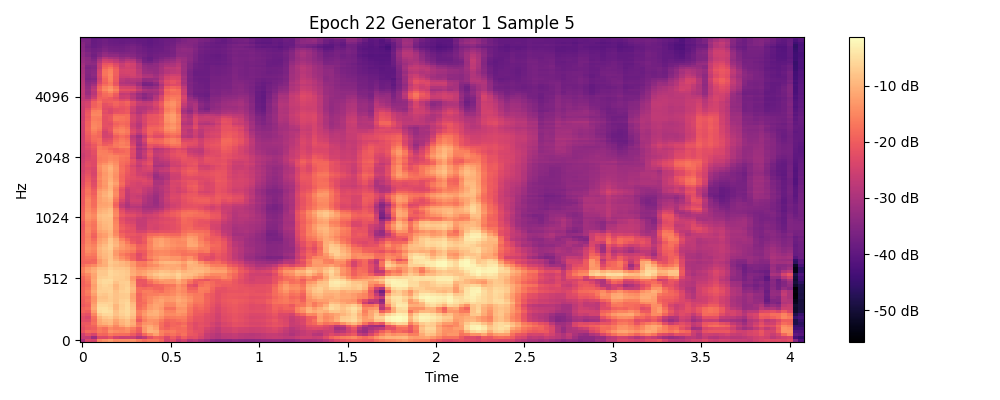 Epoch 22 Generator 1 Sample 5
Hz
4096
2048
1024
512
0
0 0.5 1 1.5 2 2.5 3 3.5 4
Time
-10 dB
-20 dB
-30 dB
-40 dB
-50 dB